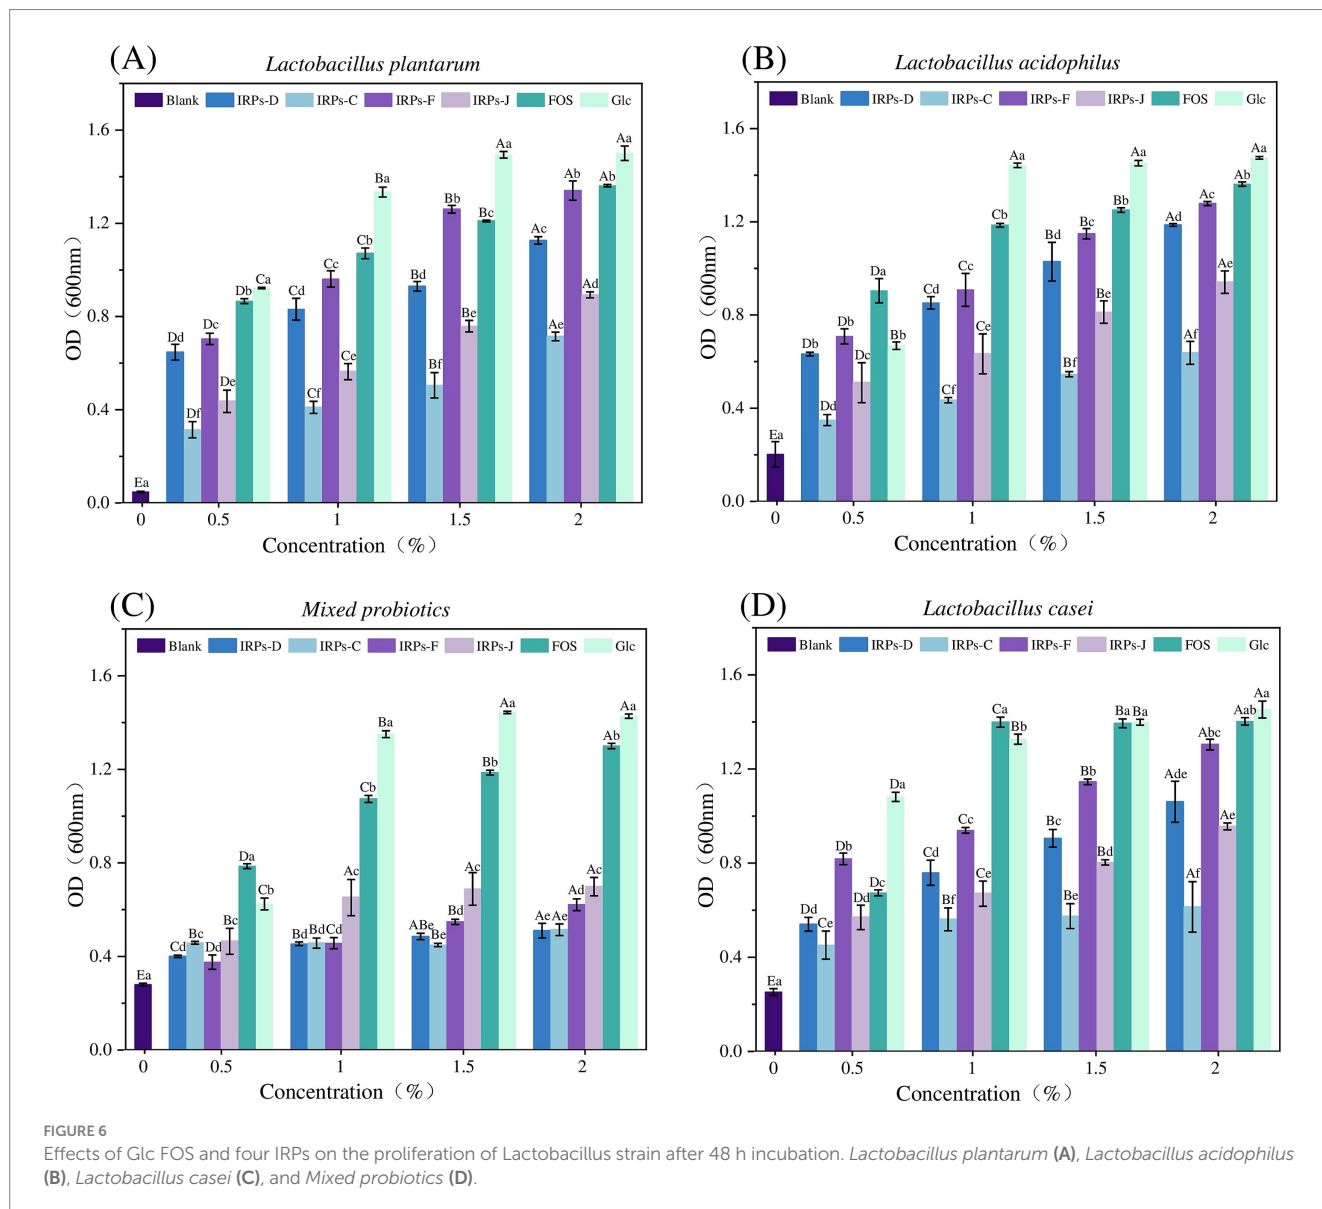 (A)
Lactobacillus plantarum
Blank IRPs-D IRPs-C IRPs-F IRPs-J FOS Glc
OD（600nm）
1.6
1.2
0.8
0.4
0.0
Ea
Dd Df Dc De Db Ca
Cd Cf Cc Ce Cb Ba
Bd Bf Bb Be Bc Aa
Ac Ae Ab Ad Ab Aa
0 0.5 1 1.5 2
Concentration（%）
(B)
Lactobacillus acidophilus
Blank IRPs-D IRPs-C IRPs-F IRPs-J FOS Glc
OD（600nm）
1.6
1.2
0.8
0.4
0.0
Ea
Db Dd Db Dc Da Bb
Cd Cf Cc Ce Cb Aa
Bd Bf Bc Be Bb Aa
Ad Af Ac Ae Ab Aa
0 0.5 1 1.5 2
Concentration（%）
(C)
Mixed probiotics
Blank IRPs-D IRPs-C IRPs-F IRPs-J FOS Glc
OD（600nm）
1.6
1.2
0.8
0.4
0.0
Ea
Cd Bc Dd Bc Da Cb
Bd Bd Cd Ac Cb Ba
ABe Be Bd Ac Bb Aa
Ae Ae Ad Ac Ab Aa
0 0.5 1 1.5 2
Concentration（%）
(D)
Lactobacillus casei
Blank IRPs-D IRPs-C IRPs-F IRPs-J FOS Glc
OD（600nm）
1.6
1.2
0.8
0.4
0.0
Ea
Dd Ce Db Dd Dc Da
Cd Bf Cc Ce Ca Bb
Bc Be Bb Bd Ba Ba
Ade Af Abc Ae Aab Aa
0 0.5 1 1.5 2
Concentration（%）
FIGURE 6
Effects of Glc FOS and four IRPs on the proliferation of Lactobacillus strain after 48 h incubation. Lactobacillus plantarum (A), Lactobacillus acidophilus
(B), Lactobacillus casei (C), and Mixed probiotics (D).